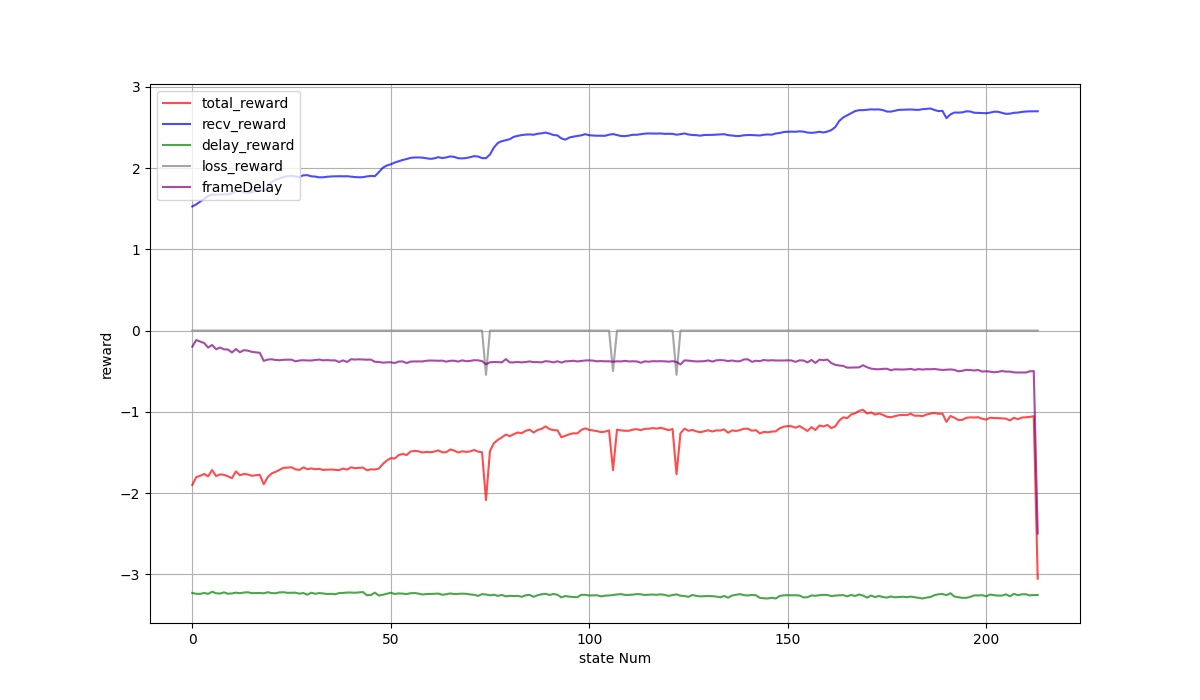 3
2
1
0
−1
−2
−3
reward
total_reward
recv_reward
delay_reward
loss_reward
frameDelay
0 50 100 150 200
state Num